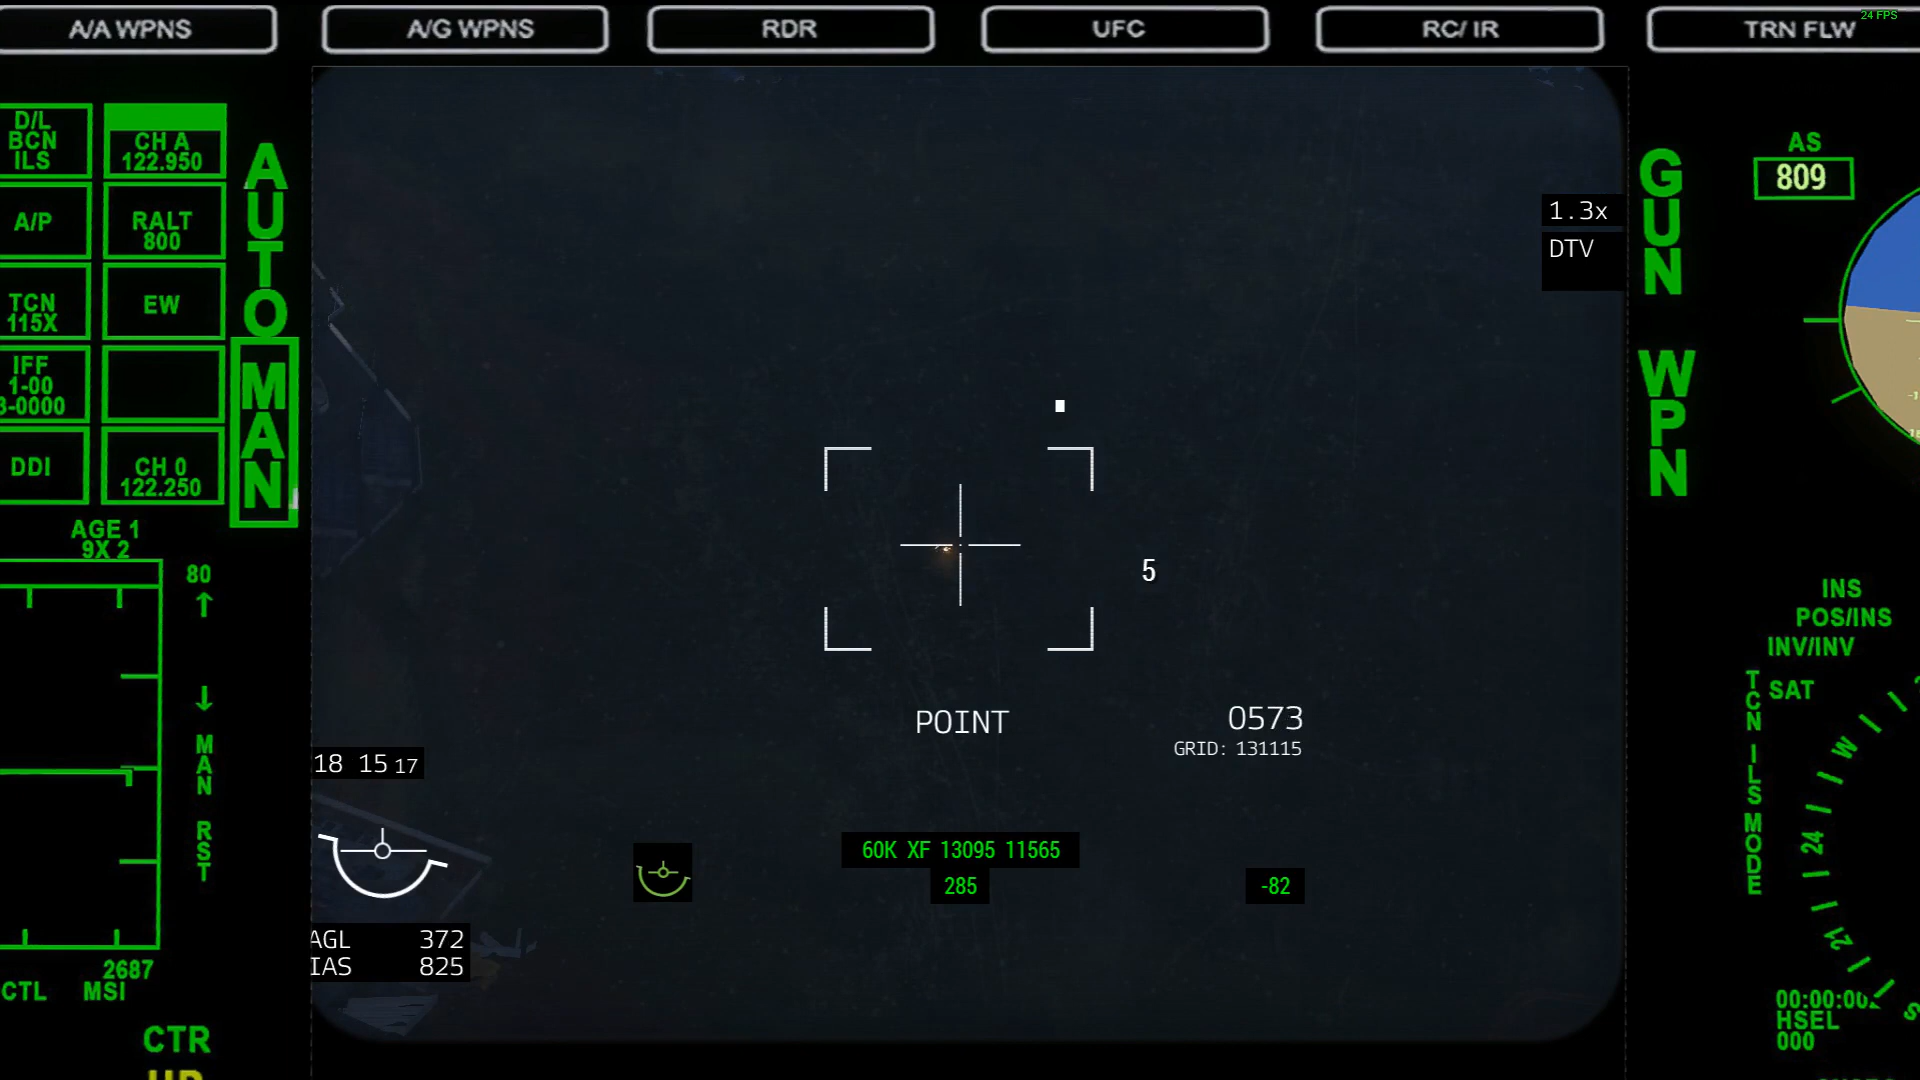 24 FPS
A/A WPNS
A/G WPNS
RDR
UFC
RC/ IR
TRN FLW
D/L
BCN
ILS
CH A
122.950
A/P
RALT
800
TCN
115X
EW
IFF
1-00
3-0000
DDI
CH 0
122.250
AUTO
MAN
AGE 1
9X 2
80
MAN
RST
2687
CTL
MSI
CTR
1.3x
DTV
5
POINT
0573
GRID: 131115
18 15 17
60K XF 13095 11565
285
-82
AGL 372
IAS 825
GUN
WPN
AS
809
INS
POS/INS
INV/INV
SAT
TCN ILS MODE
W
24
21
S
00:00:00
HSEL
000